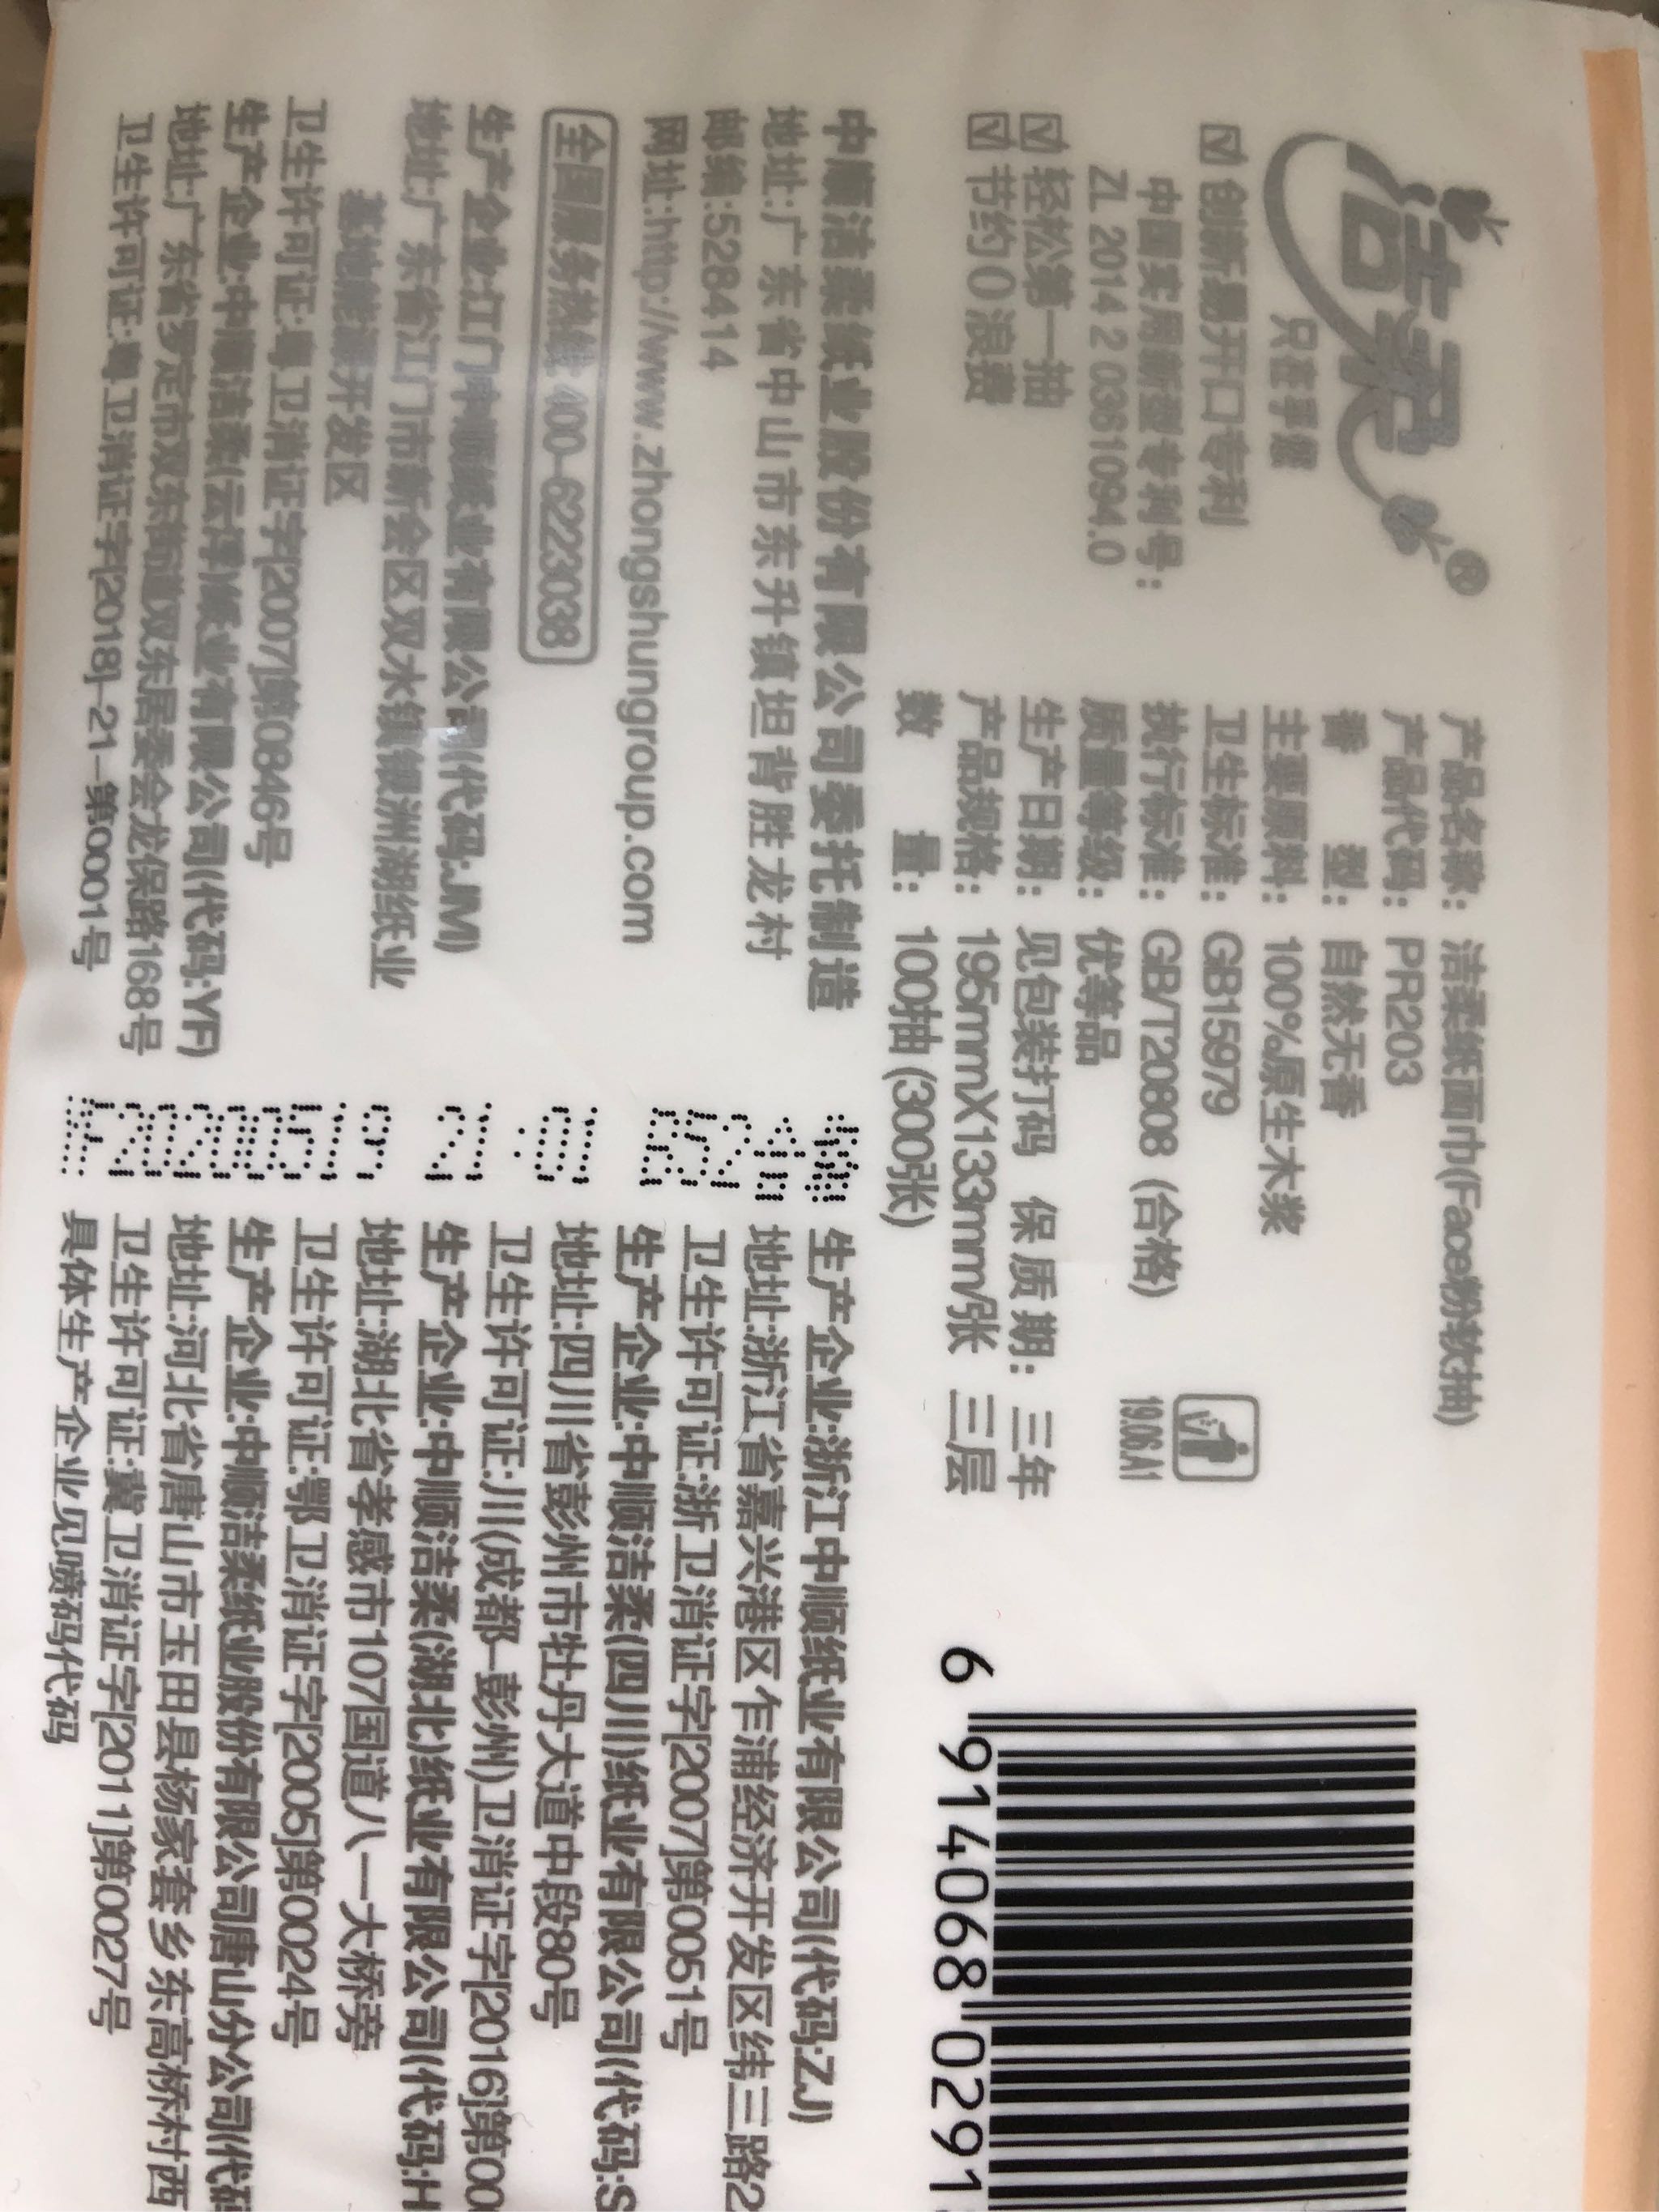 洁柔®
只在乎您
创新易开口专利
中国实用新型专利号:
ZL 2014 2 0361094.0
轻松第一抽
节约0浪费
产品名称: 洁柔纸面巾(Face粉软抽)
产品代码: PR203
香型: 自然无香
主要原料: 100%原生木浆
卫生标准: GB15979
执行标准: GB/T20808 (合格)
质量等级: 优等品
生产日期: 见包装打码 保质期: 三年
产品规格: 195mmX133mm/张 三层
数量: 100抽 (300张)
19.06.A1
6 914068 0291
中顺洁柔纸业股份有限公司委托制造
地址:广东省中山市东升镇坦背胜龙村
邮编:528414
网址:http://www.zhongshungroup.com
全国服务热线 400-6223038
生产企业:江门中顺纸业有限公司(代码:JM)
地址:广东省江门市新会区双水镇银洲湖纸业
基地能源开发区
卫生许可证:粤卫消证字[2007]第0846号
生产企业:中顺洁柔(云浮)纸业有限公司(代码:YF)
地址:广东省罗定市双东街道双东居委会龙保路168号
卫生许可证:粤卫消证字[2018]-21-第0001号
YF20200519 21:01 B52
生产企业:浙江中顺纸业有限公司(代码:ZJ)
地址:浙江省嘉兴港区乍浦经济开发区纬三路2
卫生许可证:浙卫消证字[2007]第0051号
生产企业:中顺洁柔(四川)纸业有限公司(代码:S
地址:四川省彭州市牡丹大道中段80号
卫生许可证:川(成都-彭州)卫消证字[2016]第00
生产企业:中顺洁柔(湖北)纸业有限公司(代码:H
地址:湖北省孝感市107国道八一大桥旁
卫生许可证:鄂卫消证字[2005]第0024号
生产企业:中顺洁柔纸业股份有限公司唐山分公司(代码
地址:河北省唐山市玉田县杨家套乡东高桥村西
卫生许可证:冀卫消证字[2011]第0027号
具体生产企业见喷码代码